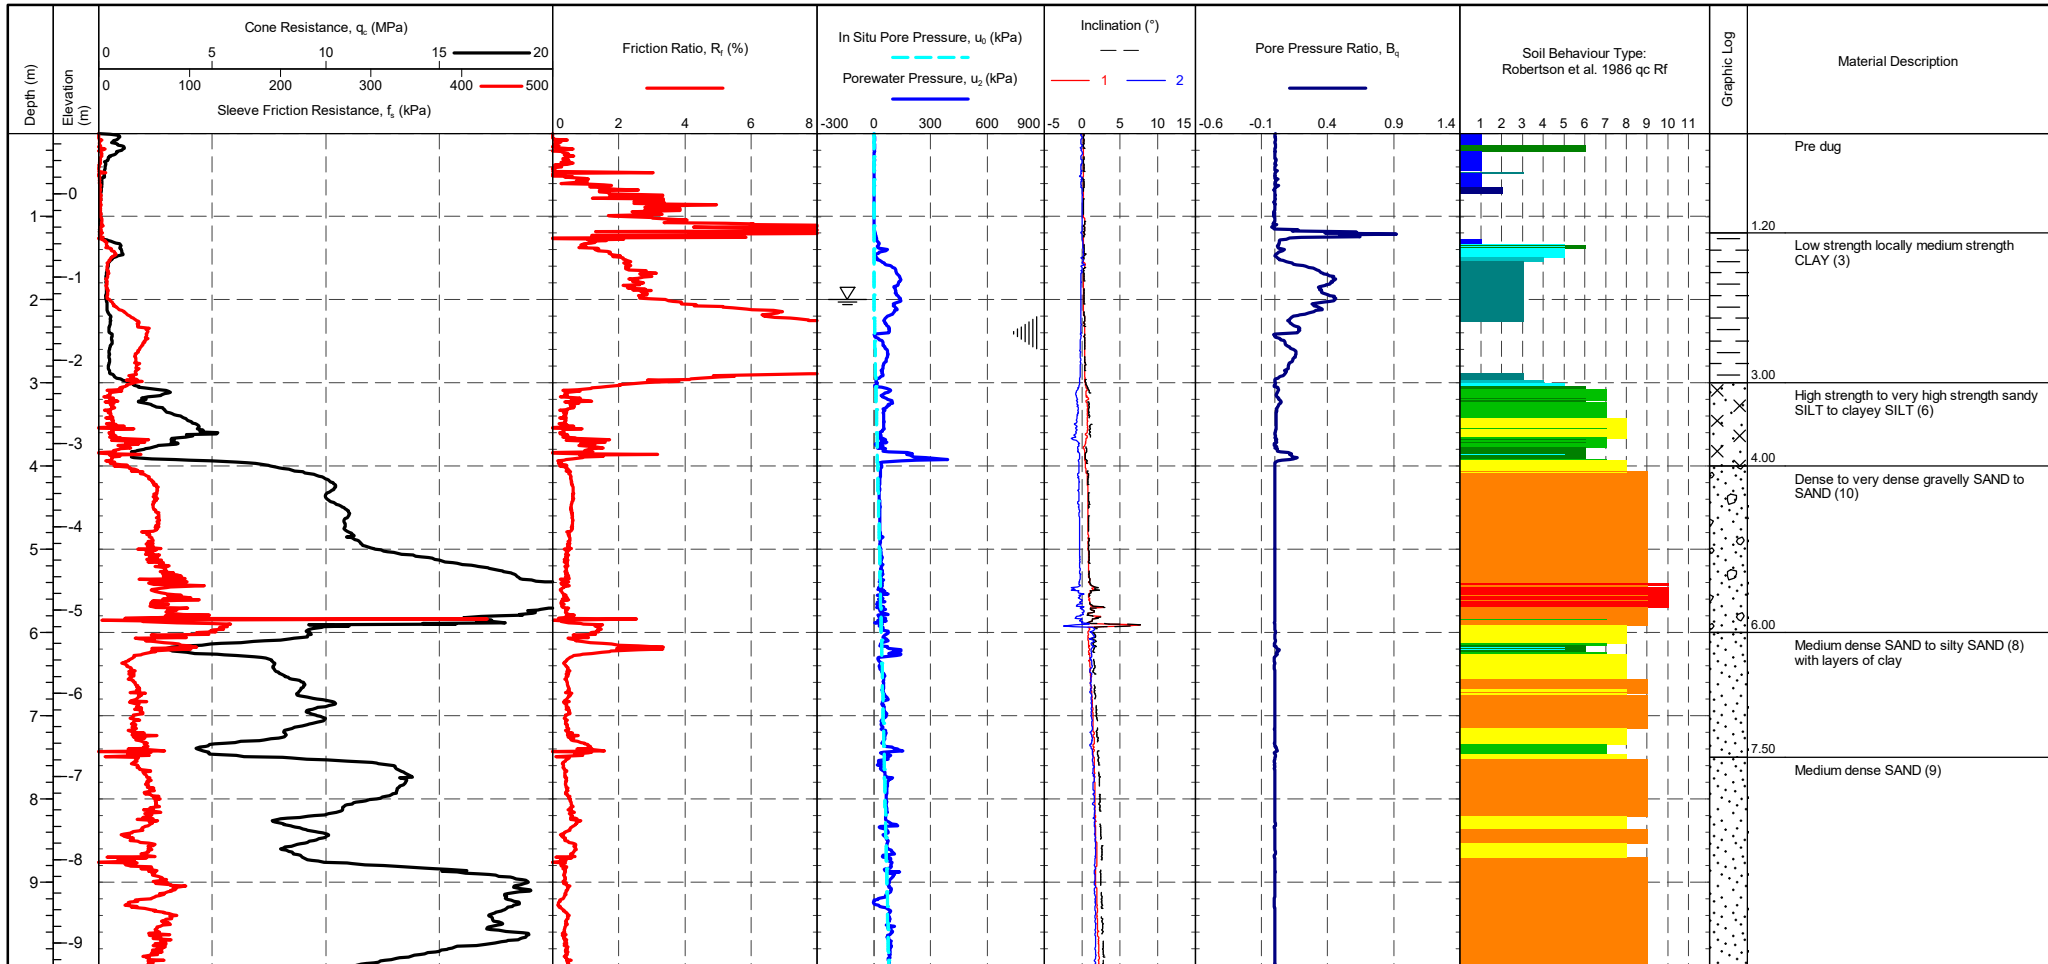 Depth (m)
Elevation (m)
Cone Resistance, qc (MPa)
0 5 10 15 20
100 200 300 400 500
0
Sleeve Friction Resistance, fs (kPa)
Friction Ratio, Rf (%)
0 2 4 6 8
In Situ Pore Pressure, u0 (kPa)
Porewater Pressure, u2 (kPa)
-300 0 300 600 900
Inclination (°)
1 2
-5 0 5 10 15
Pore Pressure Ratio, Bq
-0.6 -0.1 0.4 0.9 1.4
Soil Behaviour Type:
Robertson et al. 1986 qc Rf
1 2 3 4 5 6 7 8 9 10 11
Graphic Log
Material Description
Pre dug
-0
1
1.20
Low strength locally medium strength
CLAY (3)
-1
2
-2
3
3.00
High strength to very high strength sandy
SILT to clayey SILT (6)
-3
4
4.00
Dense to very dense gravelly SAND to
SAND (10)
-4
5
-5
6
6.00
Medium dense SAND to silty SAND (8)
with layers of clay
-6
7
7.50
Medium dense SAND (9)
-7
8
-8
9
-9